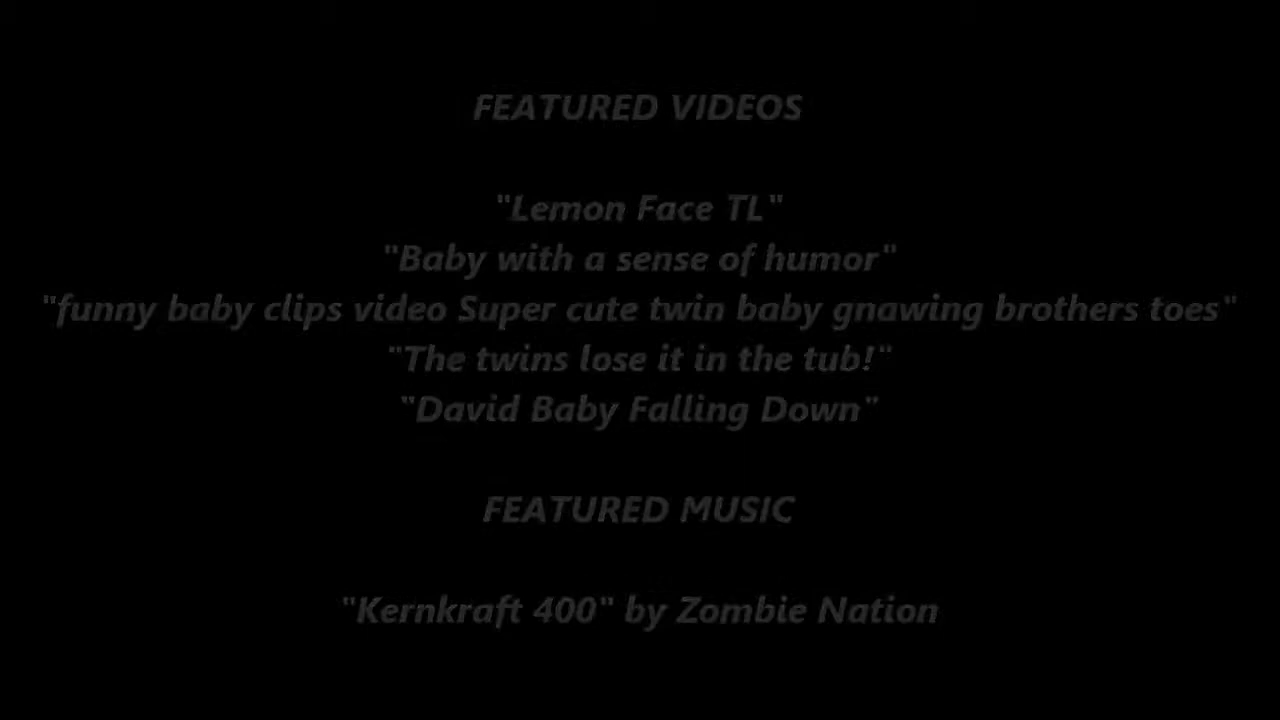 FEATURED VIDEOS
"Lemon Face TL"
"Baby with a sense of humor"
"funny baby clips video Super cute twin baby gnawing brothers toes"
"The twins lose it in the tub!"
"David Baby Falling Down"
FEATURED MUSIC
"Kernkraft 400" by Zombie Nation